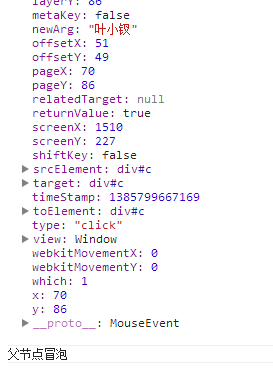 layerY: 86
metaKey: false
newArg: "叶小钗"
offsetX: 51
offsetY: 49
pageX: 70
pageY: 86
relatedTarget: null
returnValue: true
screenX: 1510
screenY: 227
shiftKey: false
srcElement: div#c
target: div#c
timeStamp: 1385799667169
toElement: div#c
type: "click"
view: Window
webkitMovementX: 0
webkitMovementY: 0
which: 1
x: 70
y: 86
__proto__: MouseEvent
父节点冒泡